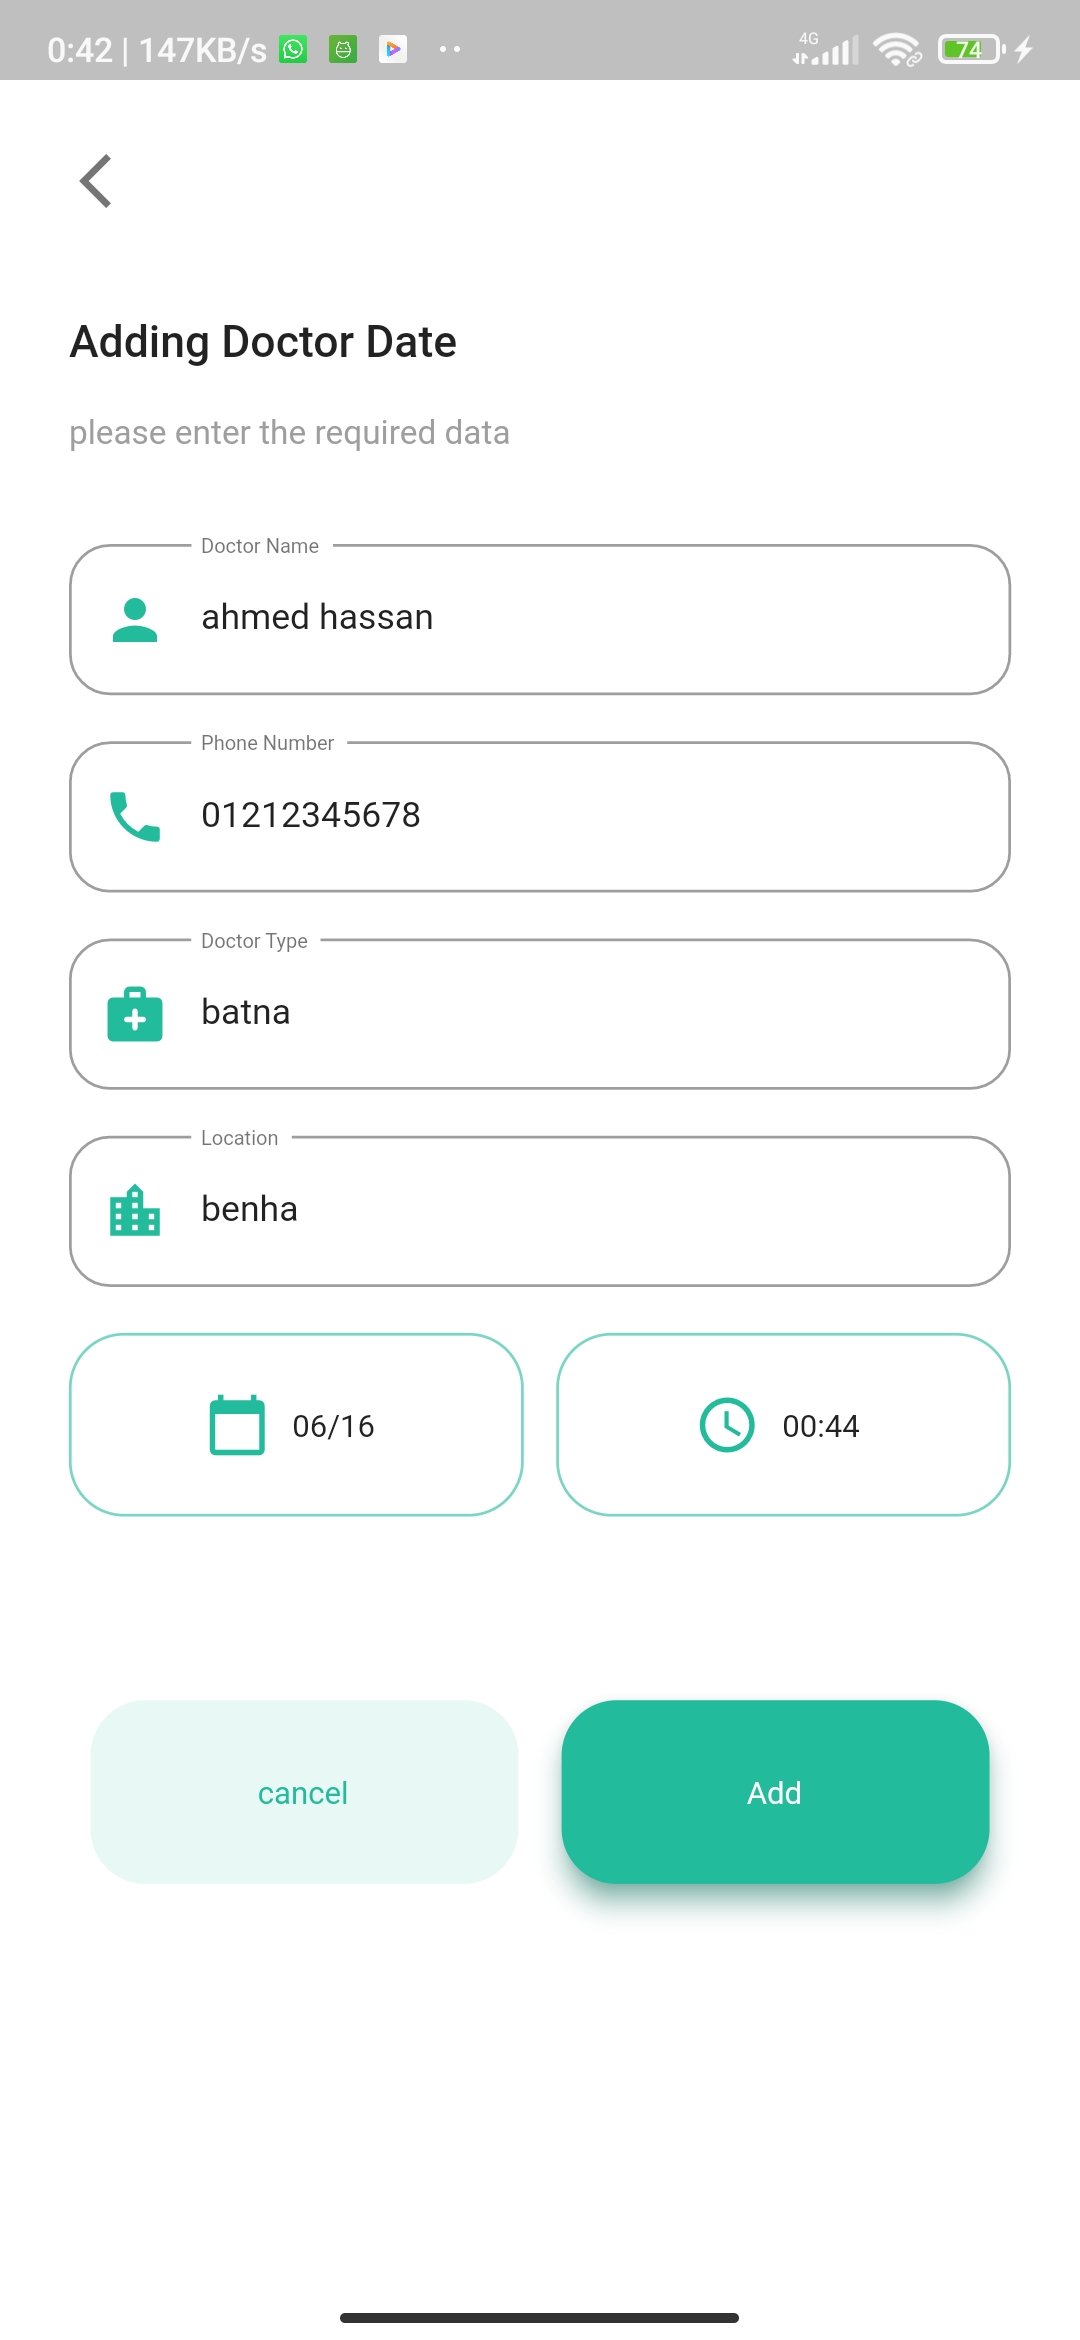 0:42 | 147KB/s
4G
74
Adding Doctor Date
please enter the required data
Doctor Name
ahmed hassan
Phone Number
01212345678
Doctor Type
batna
Location
benha
06/16
00:44
cancel
Add